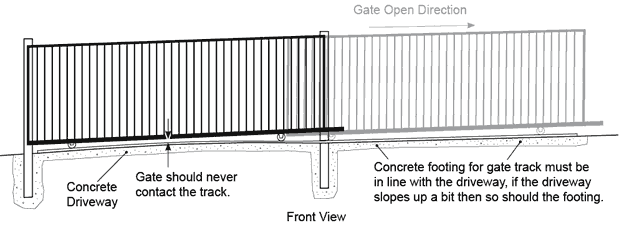 Gate Open Direction
Concrete
Driveway
Gate should never
contact the track.
Concrete footing for gate track must be
in line with the driveway, if the driveway
slopes up a bit then so should the footing.
Front View